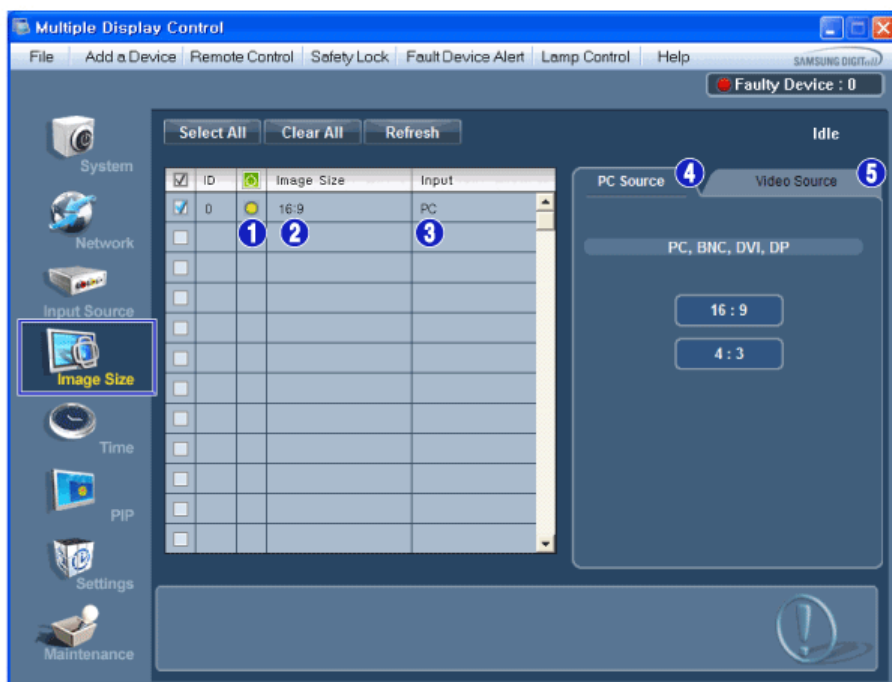 Multiple Display Control
File Add a Device Remote Control Safety Lock Fault Device Alert Lamp Control Help
SAMSUNG DIGIT...
Faulty Device : 0
Select All Clear All Refresh Idle
System
Network
Input Source
Image Size
Time
PIP
Settings
Maintenance
ID Image Size Input
0 16:9 PC
1 2 3
PC Source 4 Video Source 5
PC, BNC, DVI, DP
16 : 9
4 : 3